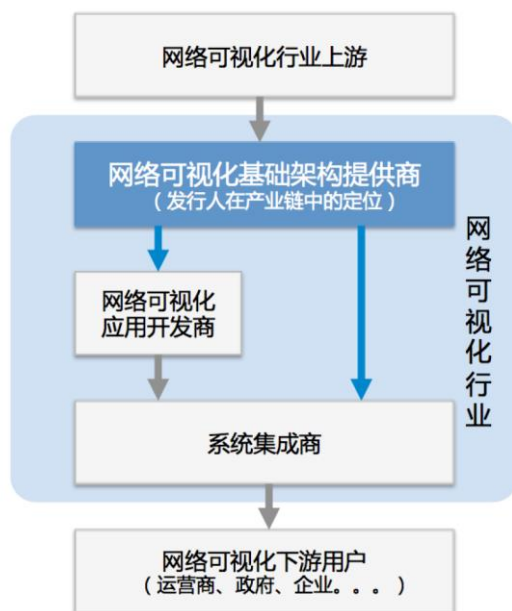 网络可视化行业上游
网络可视化基础架构提供商
（发行人在产业链中的定位）
网络可视化
应用开发商
系统集成商
网络可视化行业
网络可视化下游用户
（运营商、政府、企业。。。）